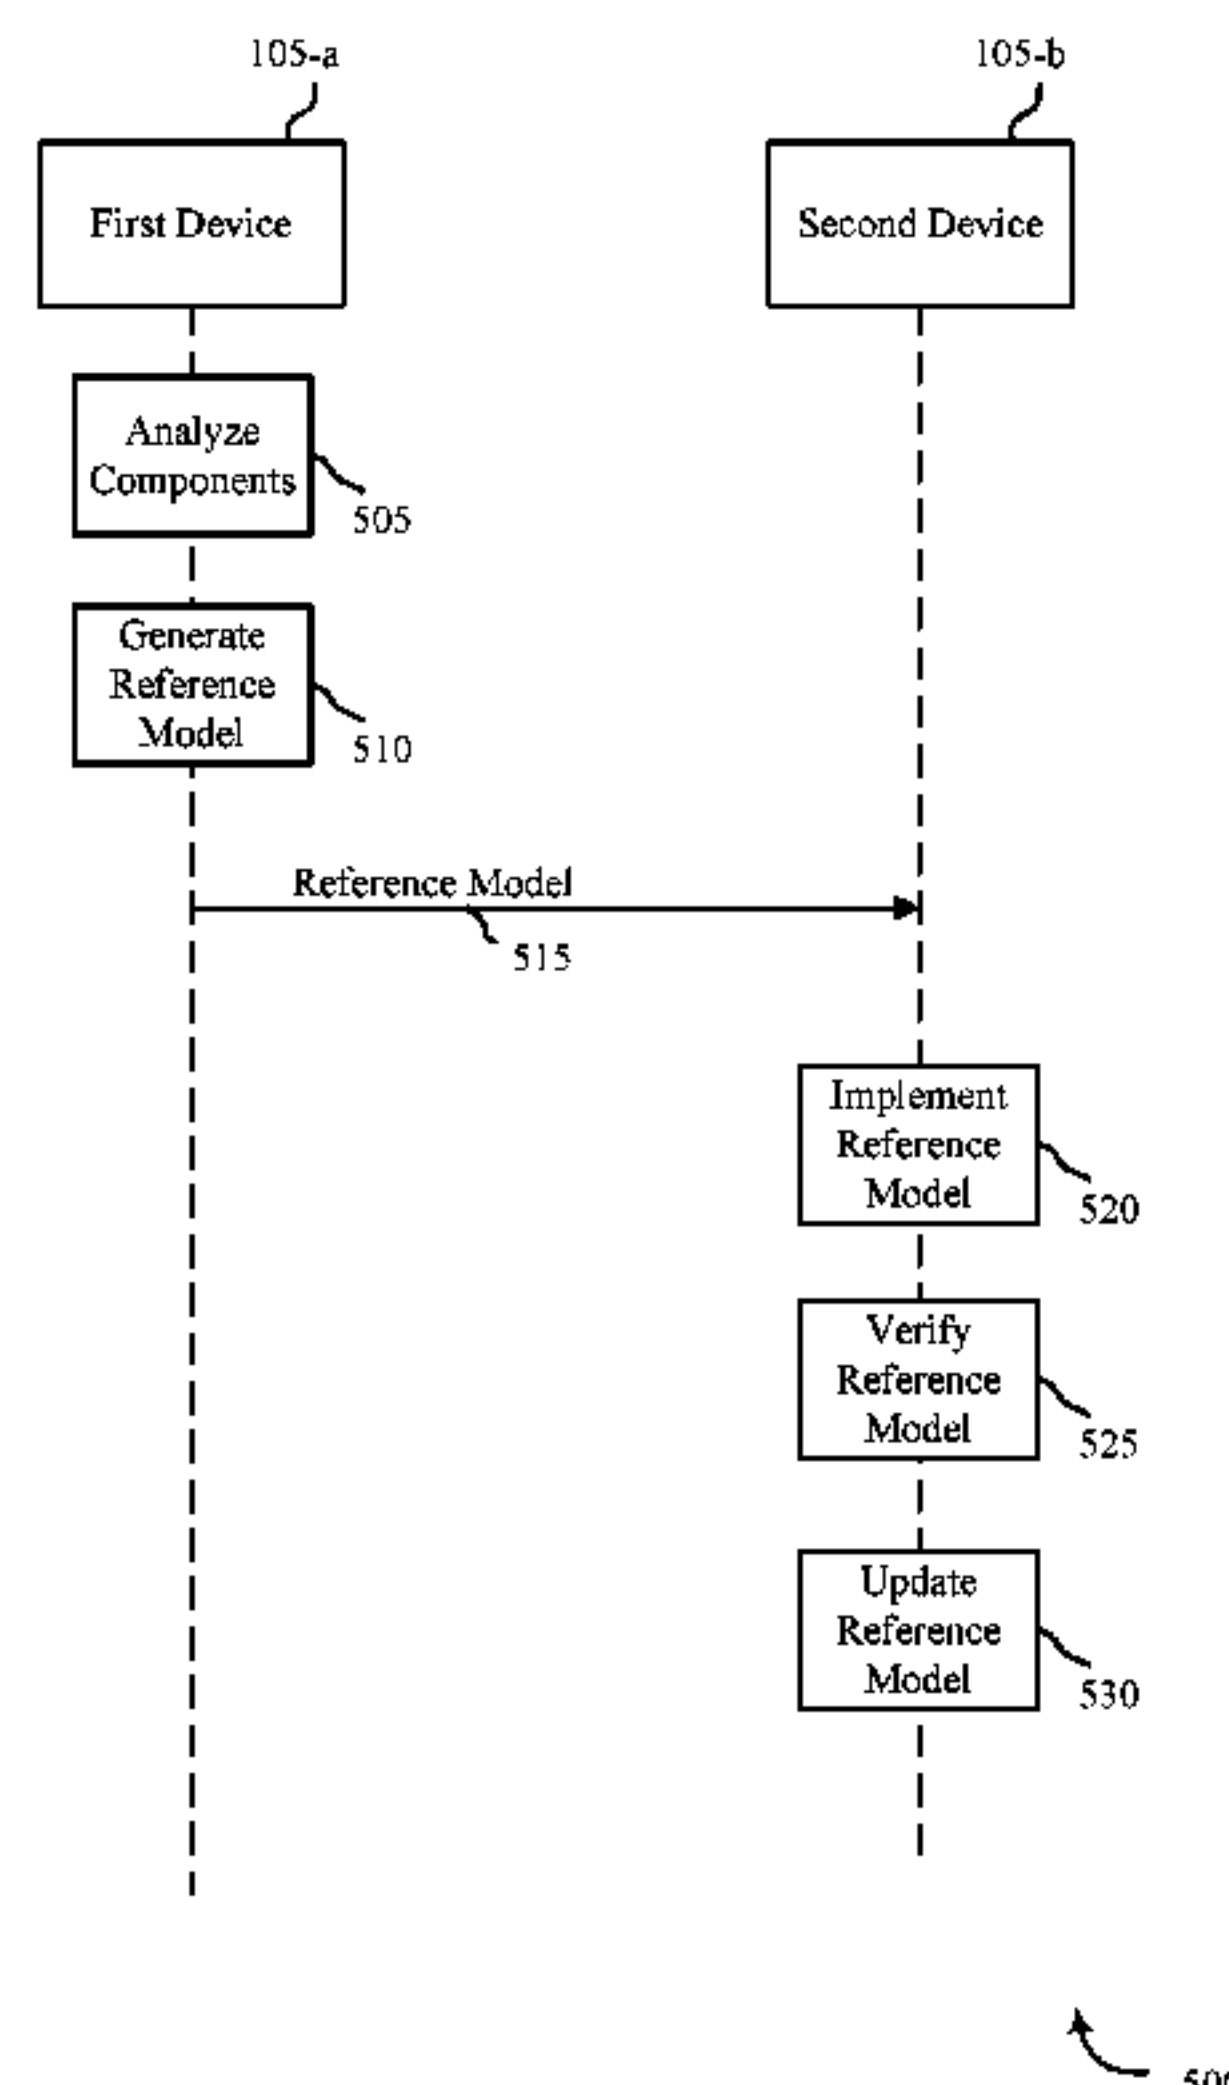 105-a
105-b
First Device
Second Device
Analyze
Components
505
Generate
Reference
Model
510
Reference Model
515
Implement
Reference
Model
520
Verify
Reference
Model
525
Update
Reference
Model
530